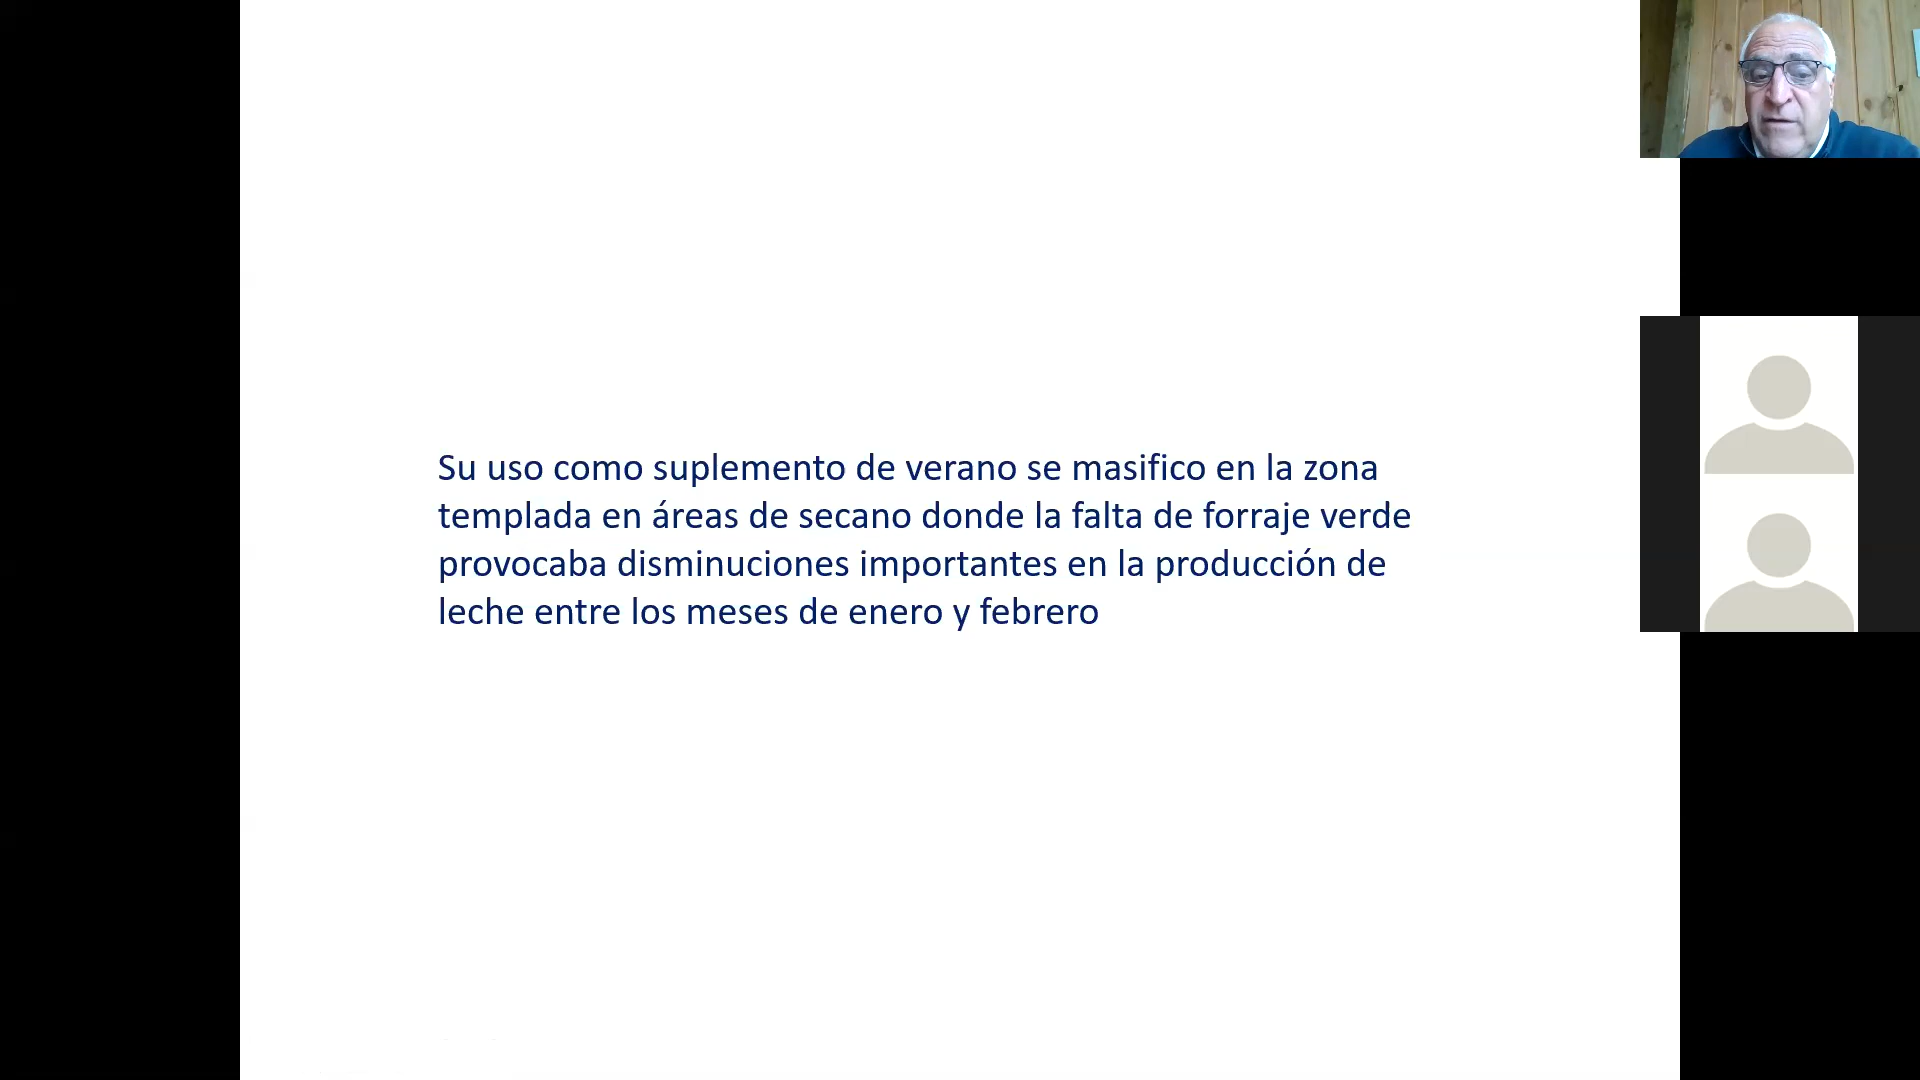 Su uso como suplemento de verano se masifico en la zona
templada en áreas de secano donde la falta de forraje verde
provocaba disminuciones importantes en la producción de
leche entre los meses de enero y febrero